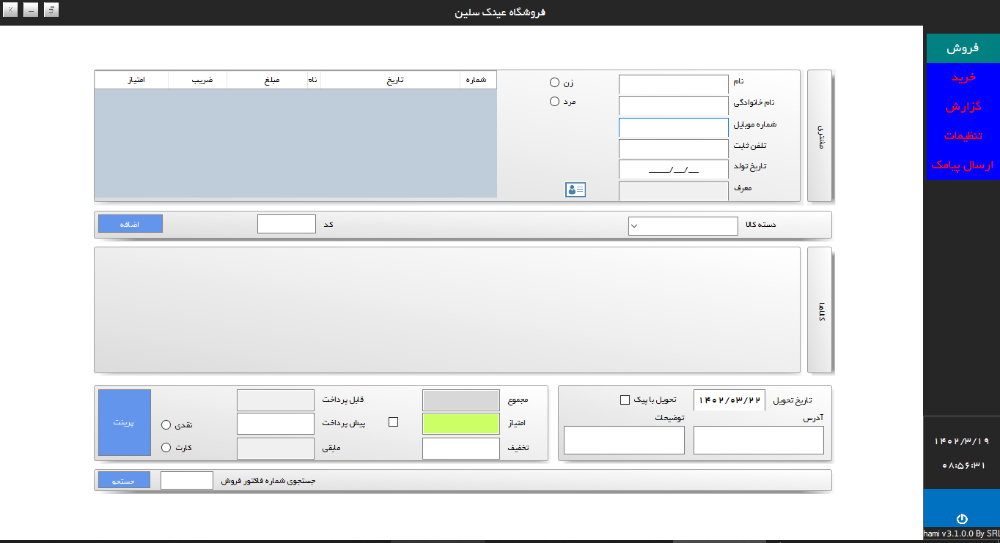 فروشگاه عینک سلین
فروش
خرید
گزارش
تنظیمات
ارسال پیامک
مشتری
نام
زن
نام خانوادگی
مرد
شماره موبایل
تلفن ثابت
تاریخ تولد
__/__/____
معرف
شماره تاریخ نام مبلغ ضریب امتیاز
دسته کالا
کد
اضافه
کالاها
تاریخ تحویل ۱۴۰۲/۰۳/۲۲ تحویل با پیک
آدرس توضیحات
مجموع قابل پرداخت
امتیاز پیش پرداخت نقدی
تخفیف مابقی کارت
پرینت
جستجوی شماره فاکتور فروش
جستجو
۱۴۰۲/۳/۱۹
۰۸:۵۶:۳۱
hami v3.1.0.0 By SRL